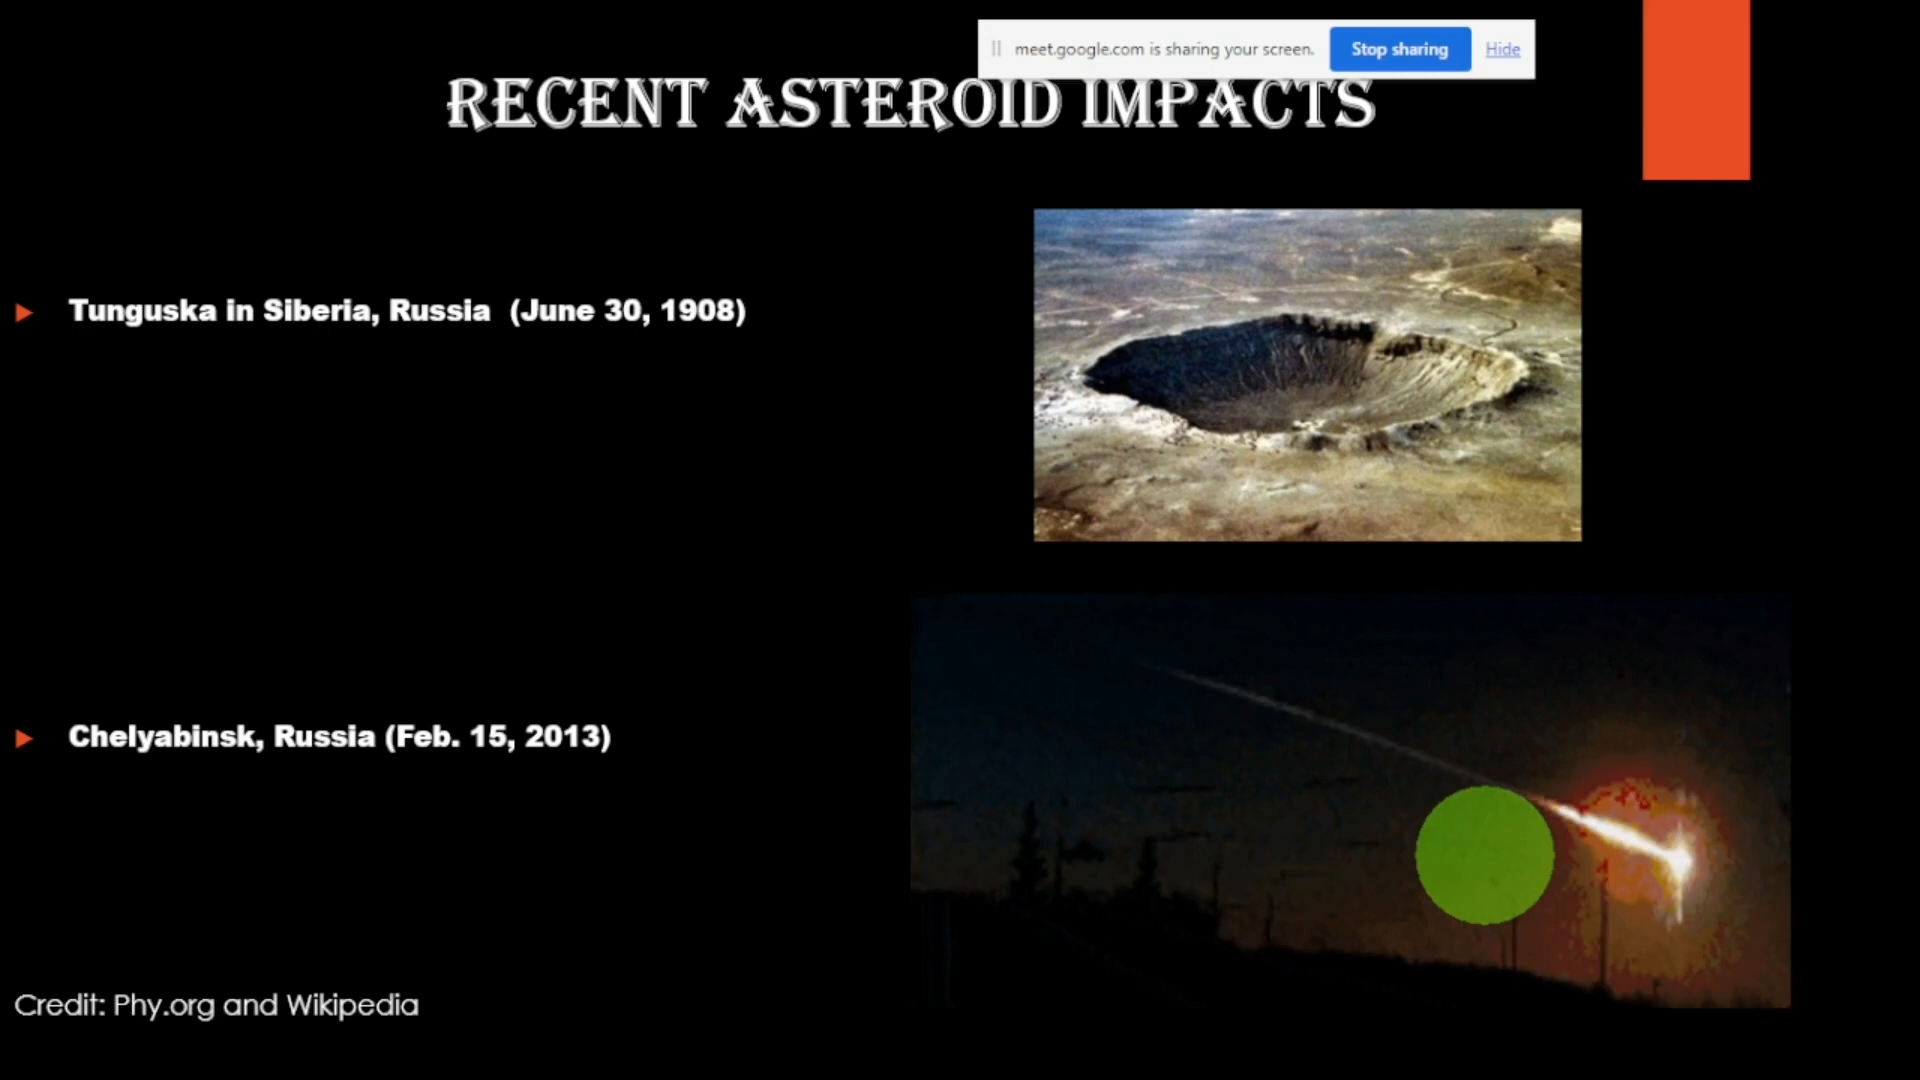 meet.google.com is sharing your screen. Stop sharing Hide
RECENT ASTEROID IMPACTS
Tunguska in Siberia, Russia (June 30, 1908)
Chelyabinsk, Russia (Feb. 15, 2013)
Credit: Phy.org and Wikipedia